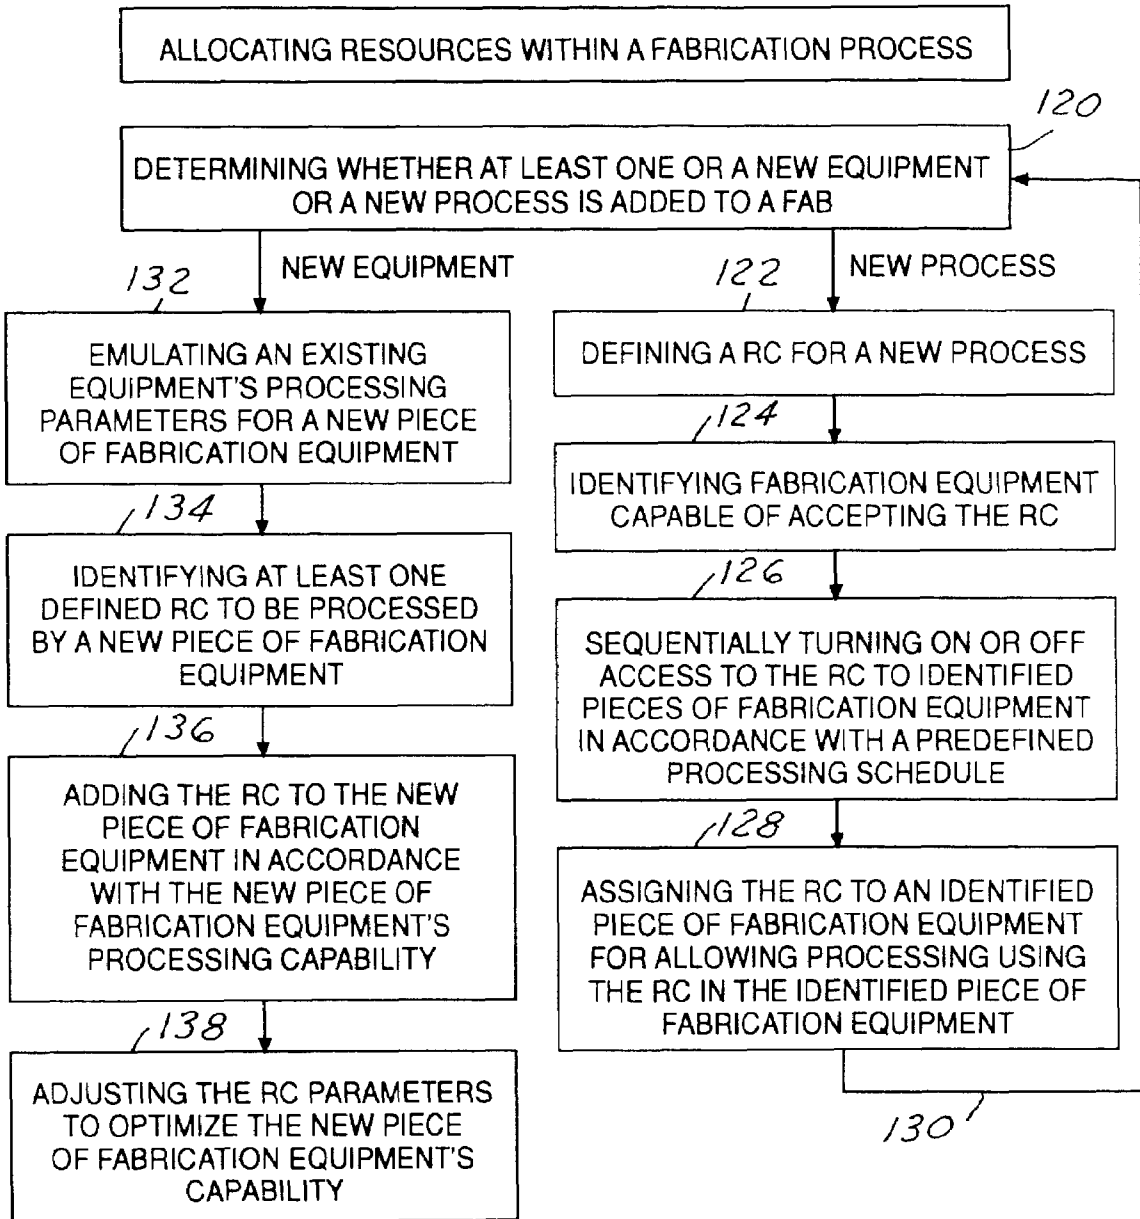 ALLOCATING RESOURCES WITHIN A FABRICATION PROCESS
120
DETERMINING WHETHER AT LEAST ONE OR A NEW EQUIPMENT
OR A NEW PROCESS IS ADDED TO A FAB
NEW EQUIPMENT
132
EMULATING AN EXISTING
EQUIPMENT'S PROCESSING
PARAMETERS FOR A NEW PIECE
OF FABRICATION EQUIPMENT
134
IDENTIFYING AT LEAST ONE
DEFINED RC TO BE PROCESSED
BY A NEW PIECE OF FABRICATION
EQUIPMENT
136
ADDING THE RC TO THE NEW
PIECE OF FABRICATION
EQUIPMENT IN ACCORDANCE
WITH THE NEW PIECE OF
FABRICATION EQUIPMENT'S
PROCESSING CAPABILITY
138
ADJUSTING THE RC PARAMETERS
TO OPTIMIZE THE NEW PIECE
OF FABRICATION EQUIPMENT'S
CAPABILITY
NEW PROCESS
122
DEFINING A RC FOR A NEW PROCESS
124
IDENTIFYING FABRICATION EQUIPMENT
CAPABLE OF ACCEPTING THE RC
126
SEQUENTIALLY TURNING ON OR OFF
ACCESS TO THE RC TO IDENTIFIED
PIECES OF FABRICATION EQUIPMENT
IN ACCORDANCE WITH A PREDEFINED
PROCESSING SCHEDULE
128
ASSIGNING THE RC TO AN IDENTIFIED
PIECE OF FABRICATION EQUIPMENT
FOR ALLOWING PROCESSING USING
THE RC IN THE IDENTIFIED PIECE OF
FABRICATION EQUIPMENT
130